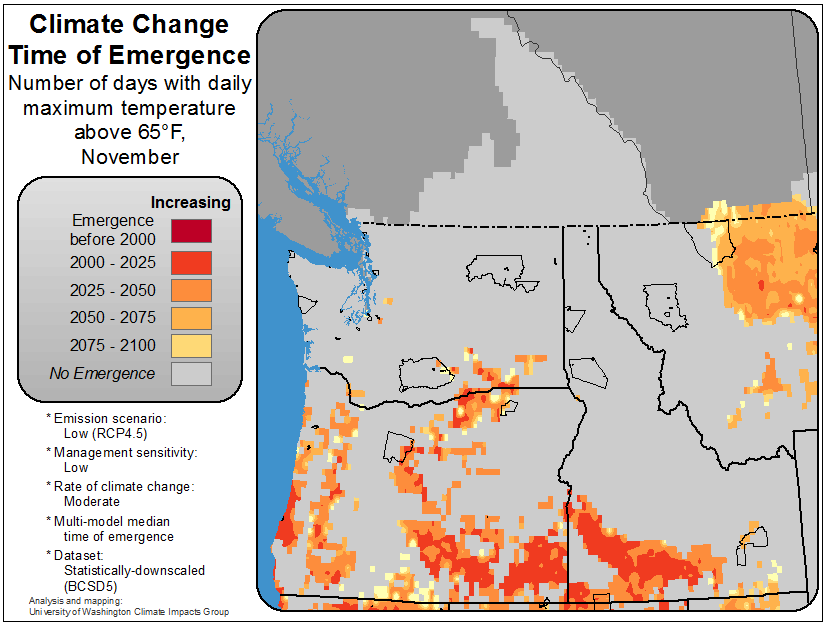 Climate Change
Time of Emergence
Number of days with daily
maximum temperature
above 65°F,
November
Increasing
Emergence
before 2000
2000 - 2025
2025 - 2050
2050 - 2075
2075 - 2100
No Emergence
* Emission scenario:
Low (RCP4.5)
* Management sensitivity:
Low
* Rate of climate change:
Moderate
* Multi-model median
time of emergence
* Dataset:
Statistically-downscaled
(BCSD5)
Analysis and mapping:
University of Washington Climate Impacts Group